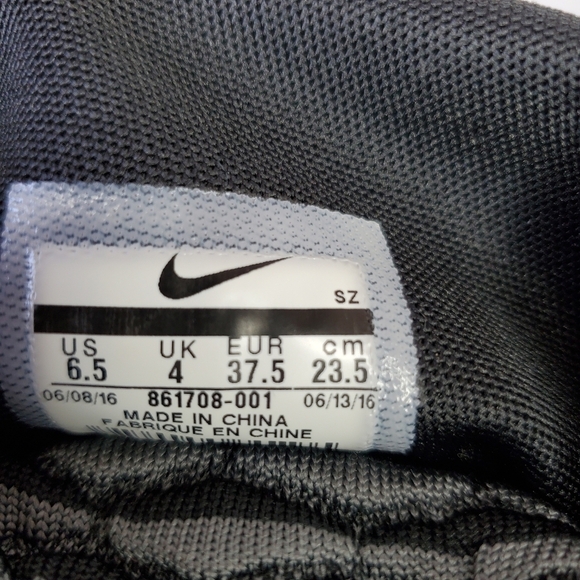 SZ
US UK EUR cm
6.5 4 37.5 23.5
06/08/16 861708-001 06/13/16
MADE IN CHINA
FABRIQUE EN CHINE